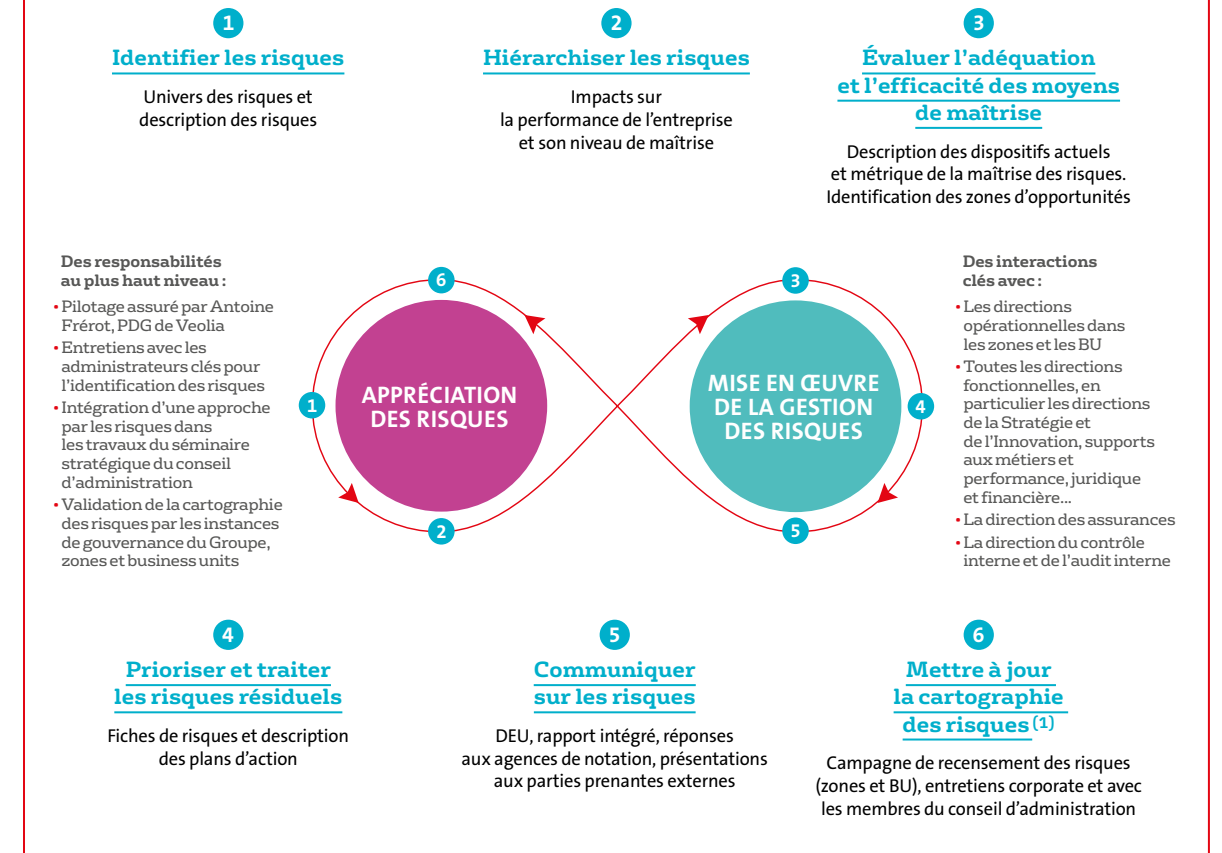 1
Identifier les risques
Univers des risques et
description des risques
2
Hiérarchiser les risques
Impacts sur
la performance de l’entreprise
et son niveau de maîtrise
3
Évaluer l’adéquation
et l’efficacité des moyens
de maîtrise
Description des dispositifs actuels
et métrique de la maîtrise des risques.
Identification des zones d’opportunités
Des responsabilités
au plus haut niveau :
• Pilotage assuré par Antoine
Frérot, PDG de Veolia
• Entretiens avec les
administrateurs clés pour
l’identification des risques
• Intégration d’une approche
par les risques dans
les travaux du séminaire
stratégique du conseil
d’administration
• Validation de la cartographie
des risques par les instances
de gouvernance du Groupe,
zones et business units
6
1
APPRÉCIATION
DES RISQUES
2
3
MISE EN ŒUVRE
DE LA GESTION
DES RISQUES
4
5
Des interactions
clés avec :
• Les directions
opérationnelles dans
les zones et les BU
• Toutes les directions
fonctionnelles, en
particulier les directions
de la Stratégie et
de l’Innovation, supports
aux métiers et
performance, juridique
et financière...
• La direction des assurances
• La direction du contrôle
interne et de l’audit interne
4
Prioriser et traiter
les risques résiduels
Fiches de risques et description
des plans d’action
5
Communiquer
sur les risques
DEU, rapport intégré, réponses
aux agences de notation, présentations
aux parties prenantes externes
6
Mettre à jour
la cartographie
des risques (1)
Campagne de recensement des risques
(zones et BU), entretiens corporate et avec
les membres du conseil d’administration